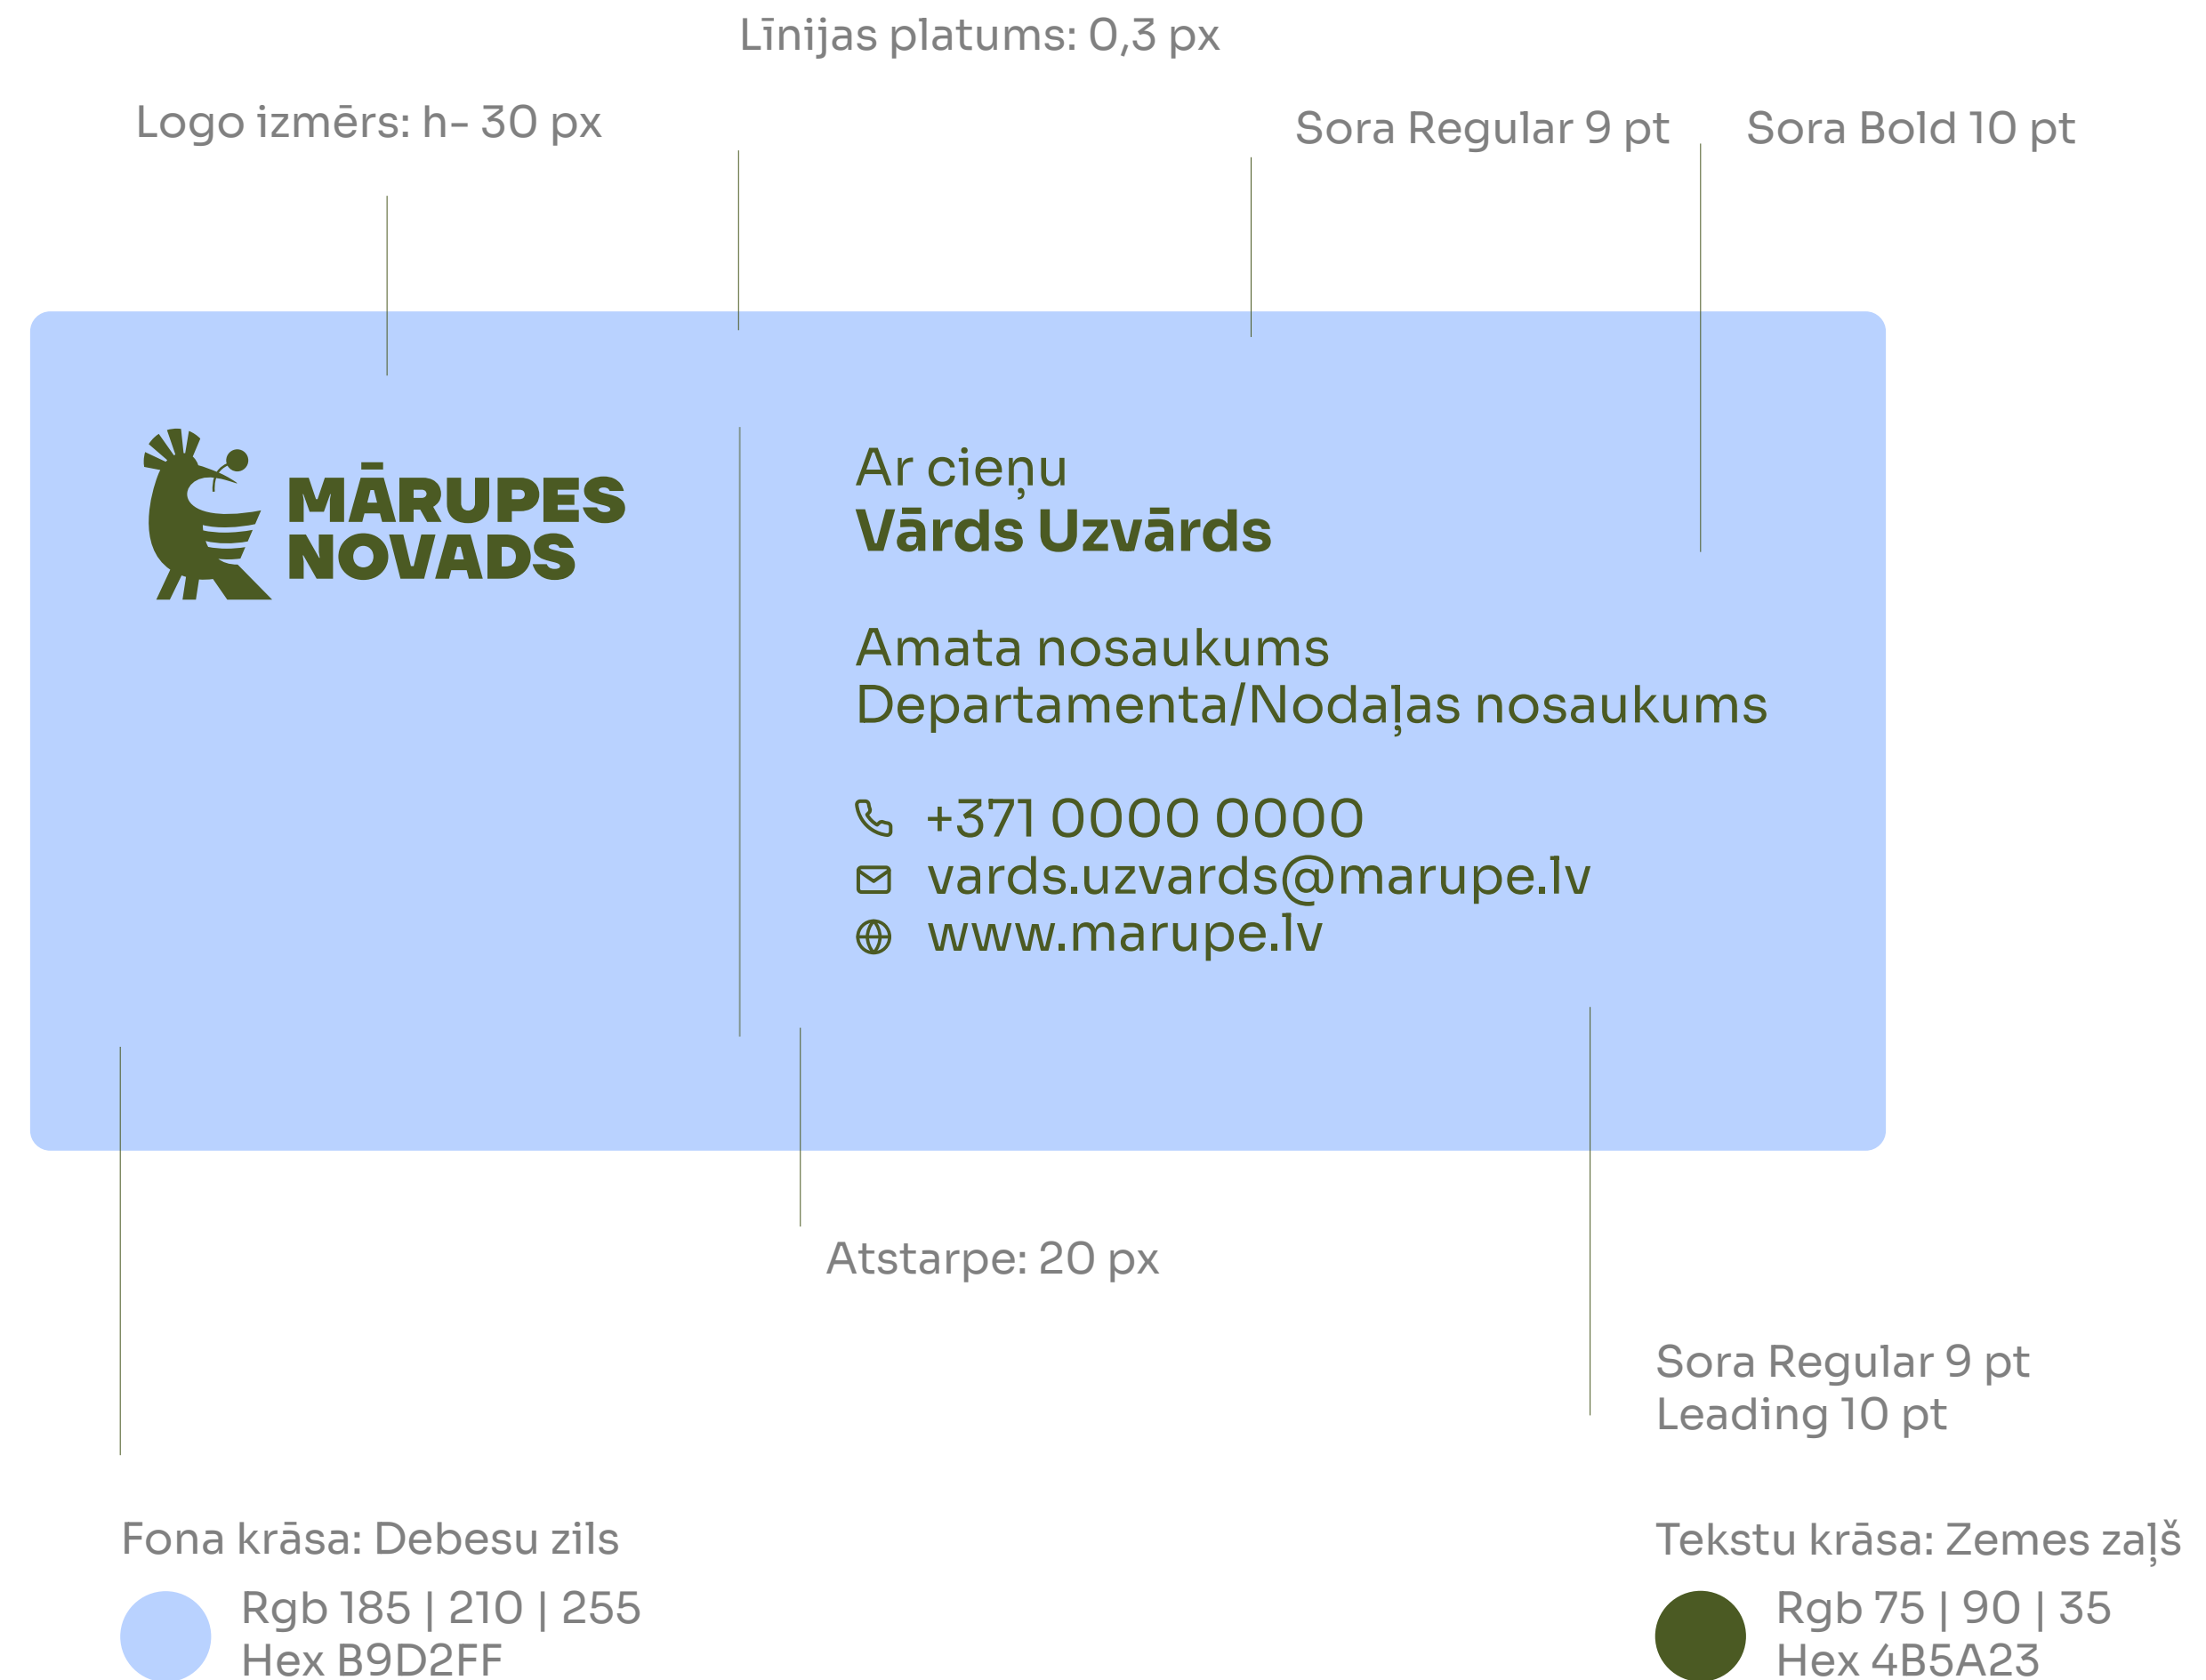 Līnijas platums: 0,3 px
Logo izmērs: h- 30 px
Sora Regular 9 pt
Sora Bold 10 pt
MĀRUPES
NOVADS
Ar cieņu
Vārds Uzvārds
Amata nosaukums
Departamenta/Nodaļas nosaukums
+371 0000 0000
vards.uzvards@marupe.lv
www.marupe.lv
Atstarpe: 20 px
Sora Regular 9 pt
Leading 10 pt
Fona krāsa: Debesu zils
Rgb 185 | 210 | 255
Hex B9D2FF
Tekstu krāsa: Zemes zaļš
Rgb 75 | 90 | 35
Hex 4B5A23